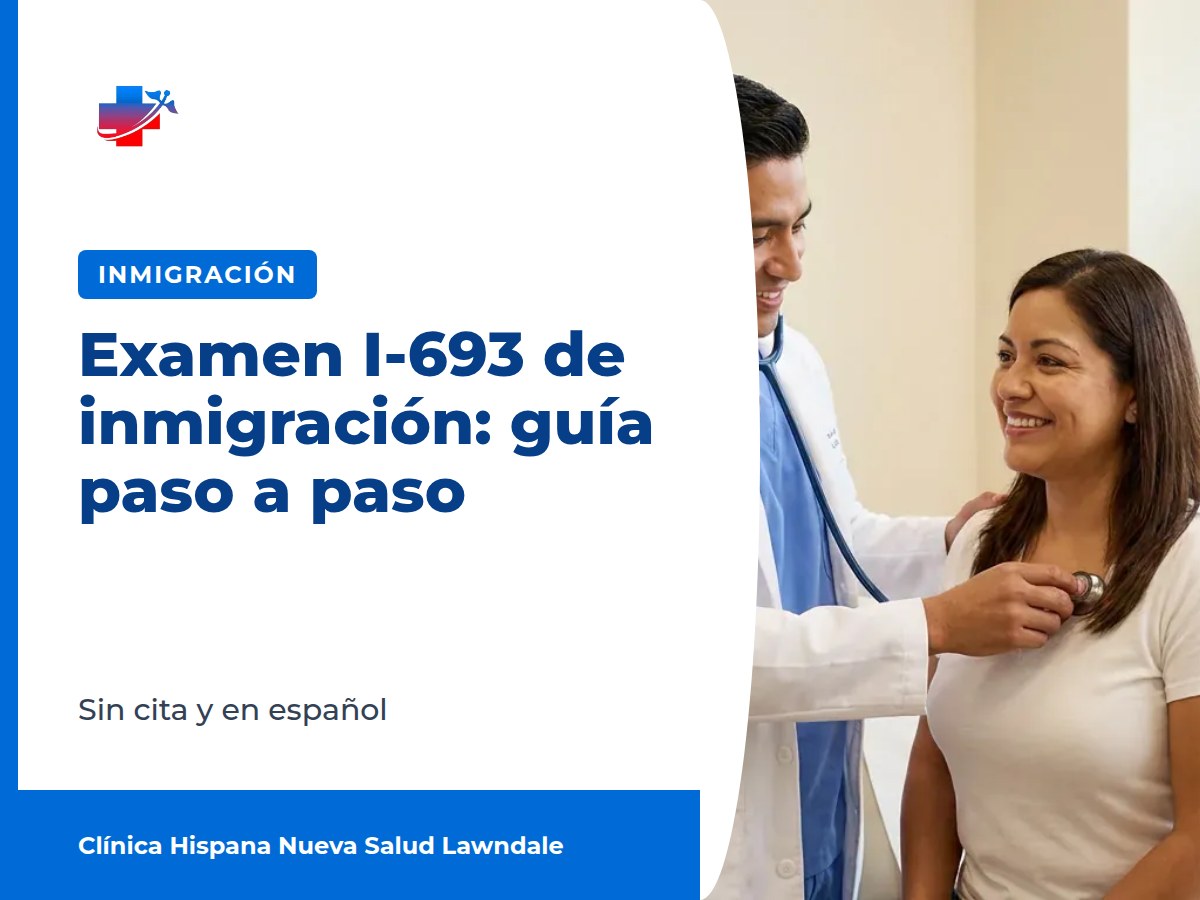 INMIGRACIÓN
Examen I-693 de
inmigración: guía
paso a paso
Sin cita y en español
Clínica Hispana Nueva Salud Lawndale